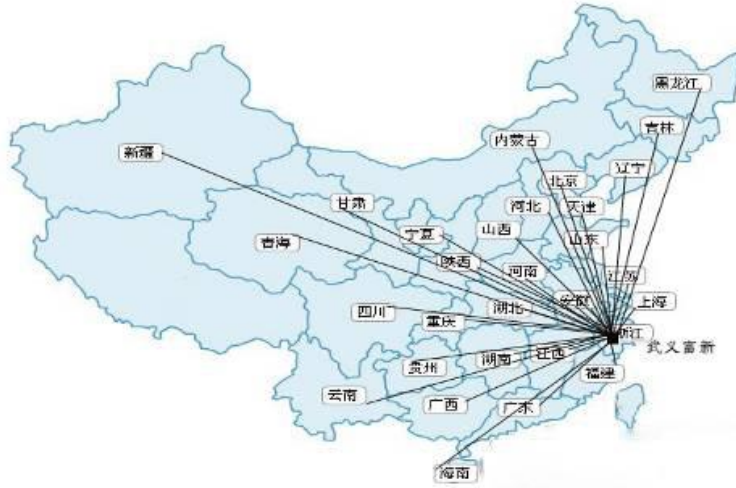 黑龙江
吉林
内蒙古
新疆
辽宁
北京
甘肃
河北
天津
宁夏
山西
山东
青海
陕西
河南
江苏
安徽
上海
四川
湖北
重庆
浙江
武义富新
湖南
江西
贵州
福建
云南
广西
广东
海南